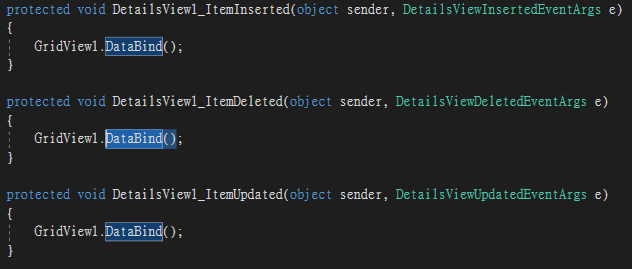 protected void DetailsView1_ItemInserted(object sender, DetailsViewInsertedEventArgs e)
{
GridView1.DataBind();
}
protected void DetailsView1_ItemDeleted(object sender, DetailsViewDeletedEventArgs e)
{
GridView1.DataBind();
}
protected void DetailsView1_ItemUpdated(object sender, DetailsViewUpdatedEventArgs e)
{
GridView1.DataBind();
}